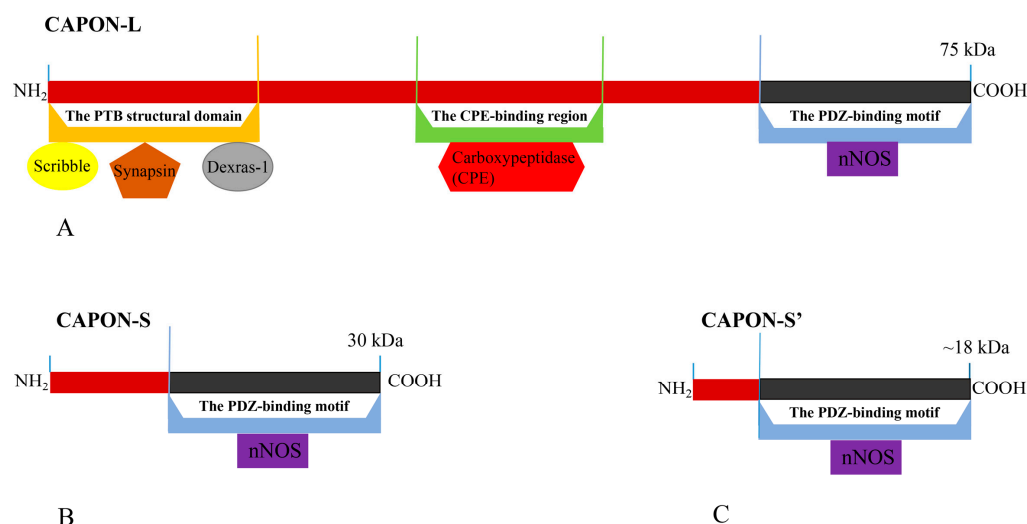 CAPON-L
75 kDa
NH2
COOH
The PTB structural domain
The CPE-binding region
The PDZ-binding motif
Scribble
Synapsin
Dexras-1
Carboxypeptidase
(CPE)
nNOS
A
CAPON-S
30 kDa
NH2
COOH
The PDZ-binding motif
nNOS
B
CAPON-S’
~18 kDa
NH2
COOH
The PDZ-binding motif
nNOS
C